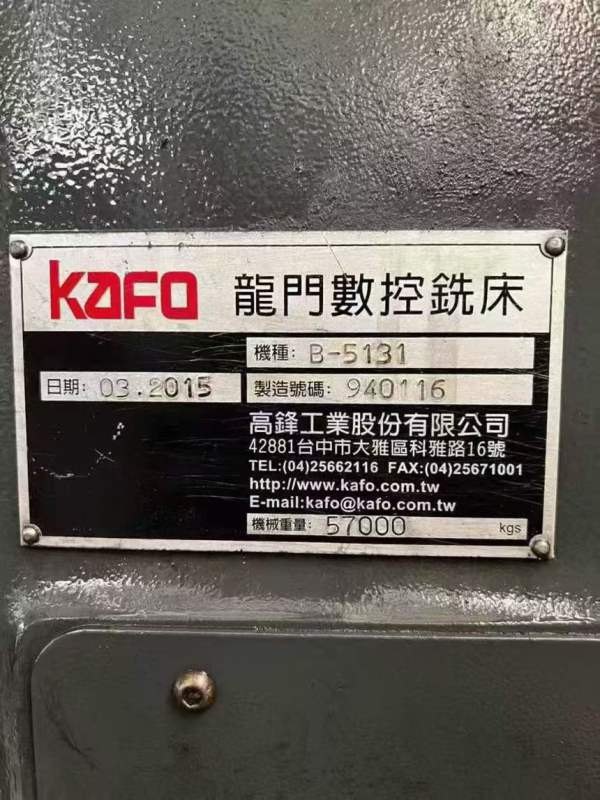 KAFO 龍門數控銑床
機種: B-5131
日期: 03.2015 製造號碼: 940116
高鋒工業股份有限公司
42881台中市大雅區科雅路16號
TEL:(04)25662116 FAX:(04)25671001
http://www.kafo.com.tw
E-mail:kafo@kafo.com.tw
機械重量: 57000 kgs